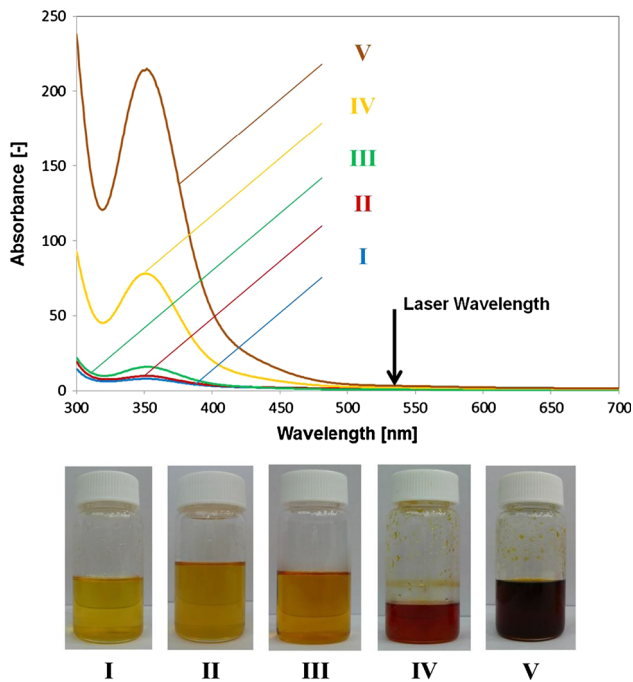 250
200
150
100
50
0
Absorbance [-]
V
IV
III
II
I
Laser Wavelength
300 350 400 450 500 550 600 650 700
Wavelength [nm]
I II III IV V